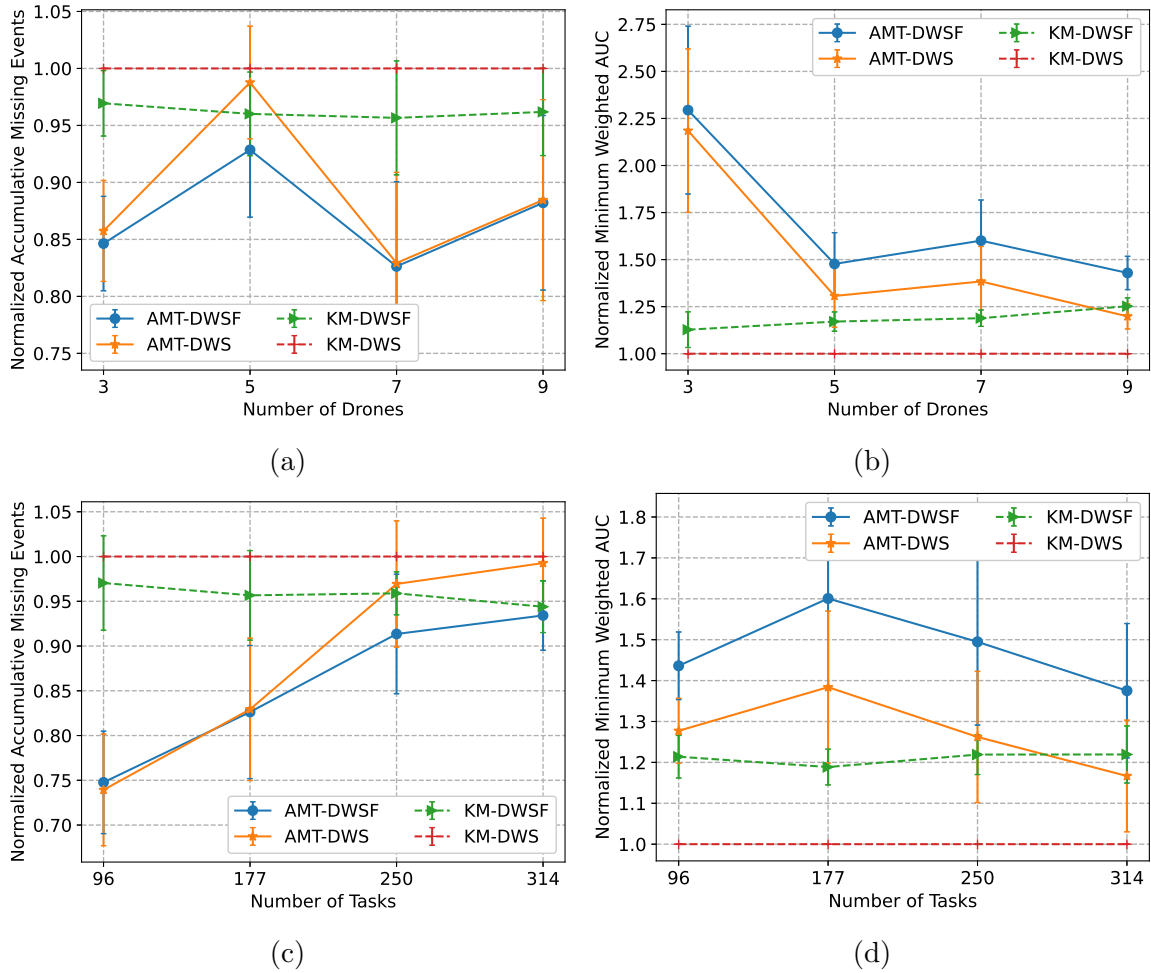 Normalized Accumulative Missing Events
1.05
1.00
0.95
0.90
0.85
0.80
0.75
AMT-DWSF
AMT-DWS
KM-DWSF
KM-DWS
3 5 7 9
Number of Drones
(a)
Normalized Minimum Weighted AUC
2.75
2.50
2.25
2.00
1.75
1.50
1.25
1.00
AMT-DWSF
AMT-DWS
KM-DWSF
KM-DWS
3 5 7 9
Number of Drones
(b)
Normalized Accumulative Missing Events
1.05
1.00
0.95
0.90
0.85
0.80
0.75
0.70
AMT-DWSF
AMT-DWS
KM-DWSF
KM-DWS
96 177 250 314
Number of Tasks
(c)
Normalized Minimum Weighted AUC
1.8
1.7
1.6
1.5
1.4
1.3
1.2
1.1
1.0
AMT-DWSF
AMT-DWS
KM-DWSF
KM-DWS
96 177 250 314
Number of Tasks
(d)